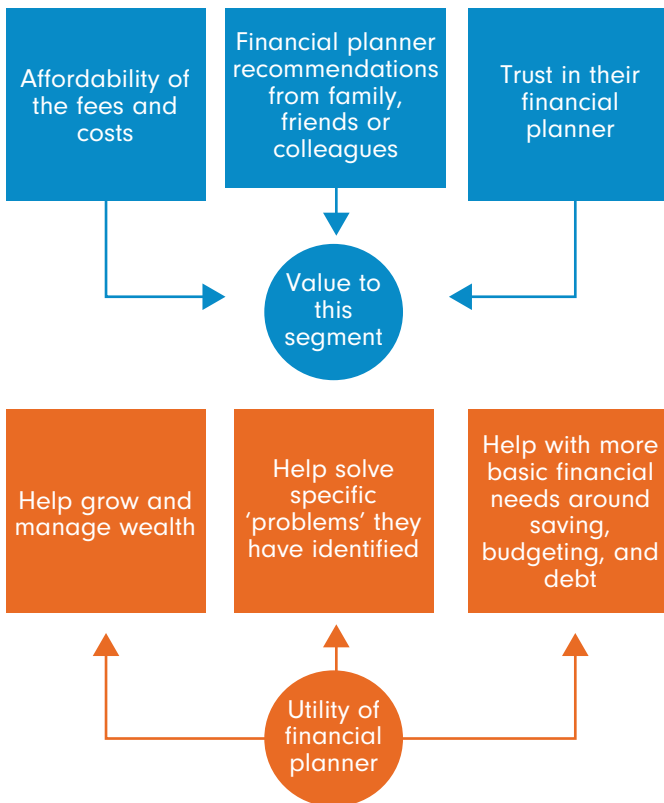 Affordability of
the fees and
costs
Financial planner
recommendations
from family,
friends or
colleagues
Trust in their
financial
planner
Value to
this
segment
Help grow and
manage wealth
Help solve
specific
‘problems’ they
have identified
Help with more
basic financial
needs around
saving,
budgeting, and
debt
Utility of
financial
planner